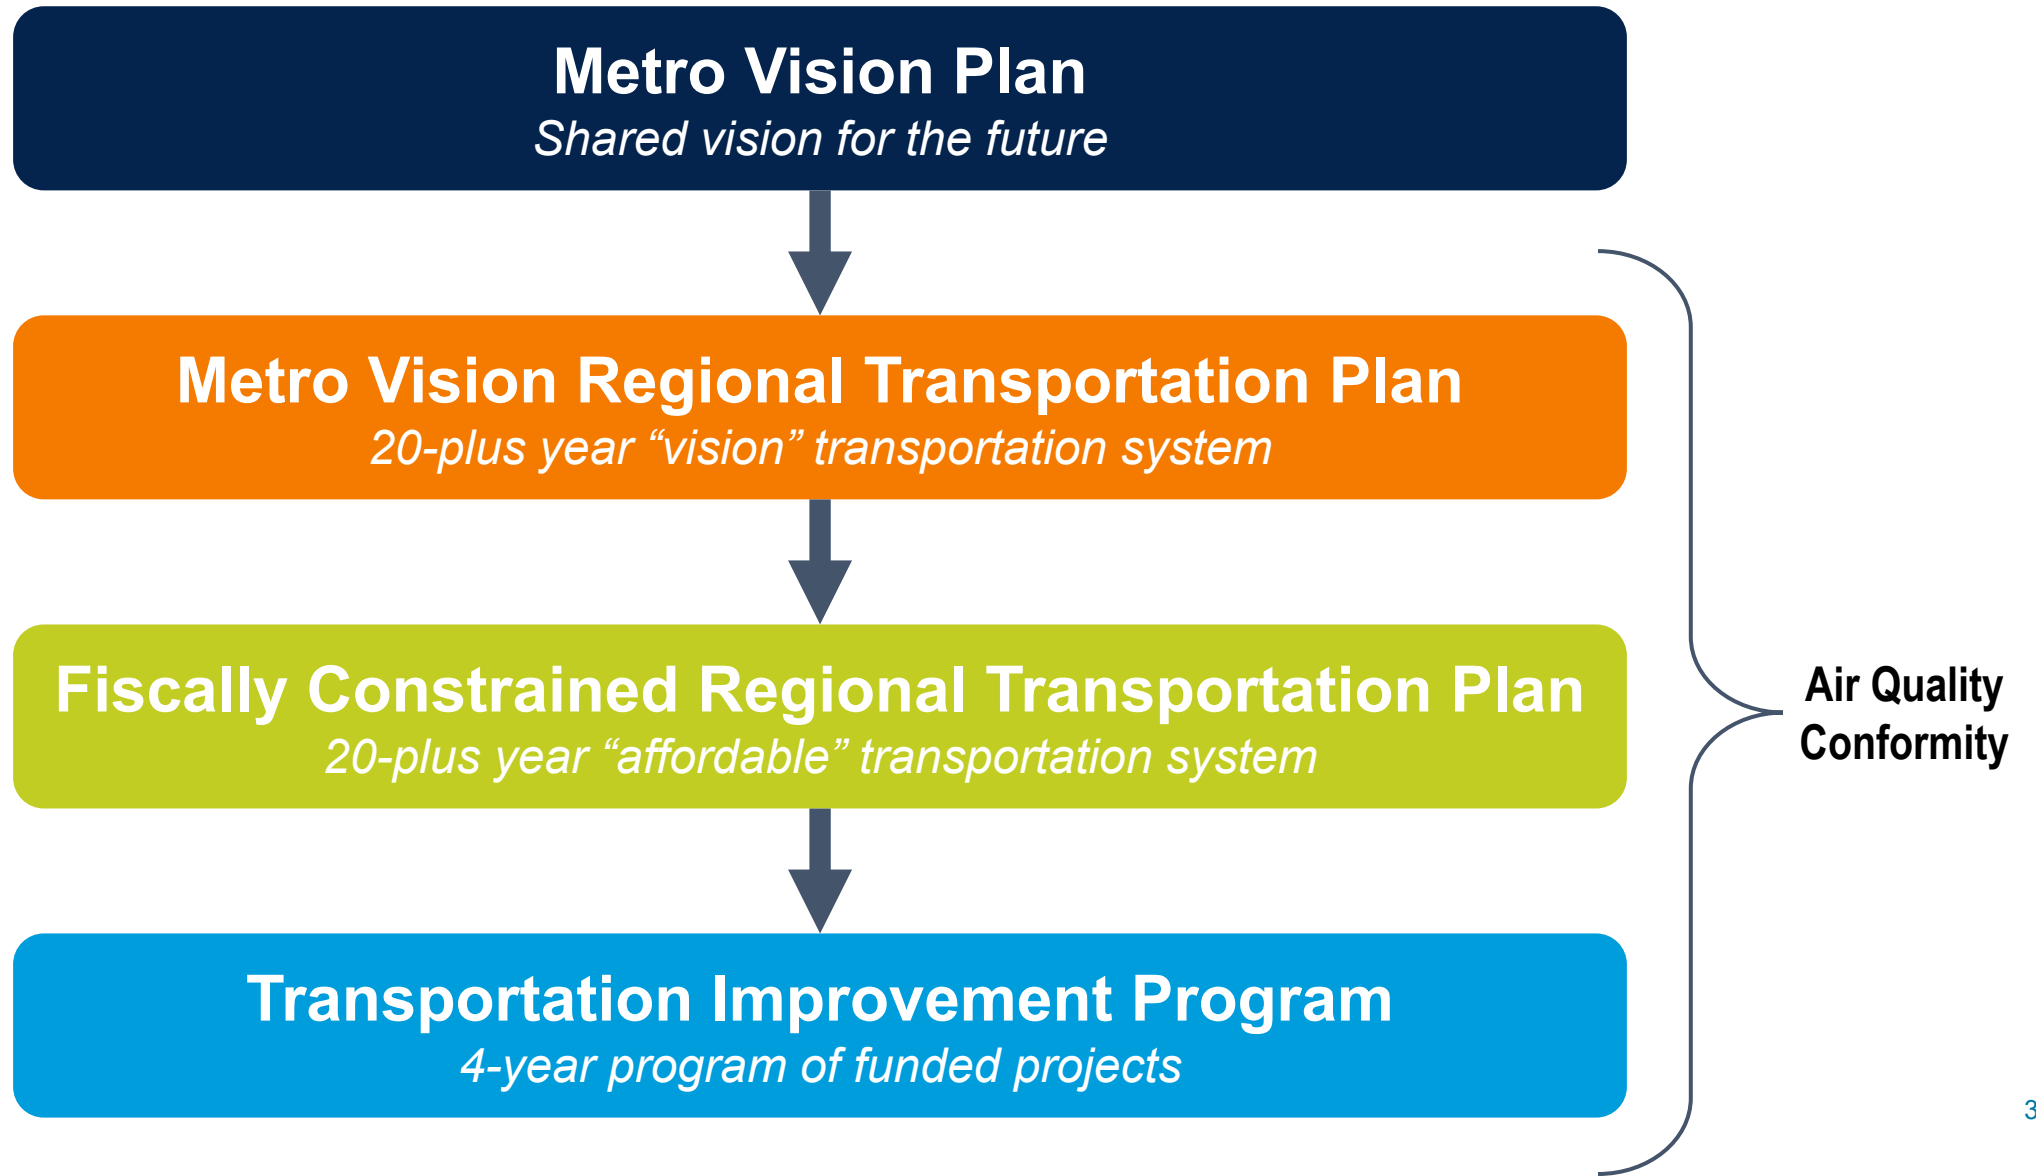 Metro Vision Plan
Shared vision for the future
Metro Vision Regional Transportation Plan
20-plus year “vision” transportation system
Fiscally Constrained Regional Transportation Plan
20-plus year “affordable” transportation system
Air Quality
Conformity
Transportation Improvement Program
4-year program of funded projects
3